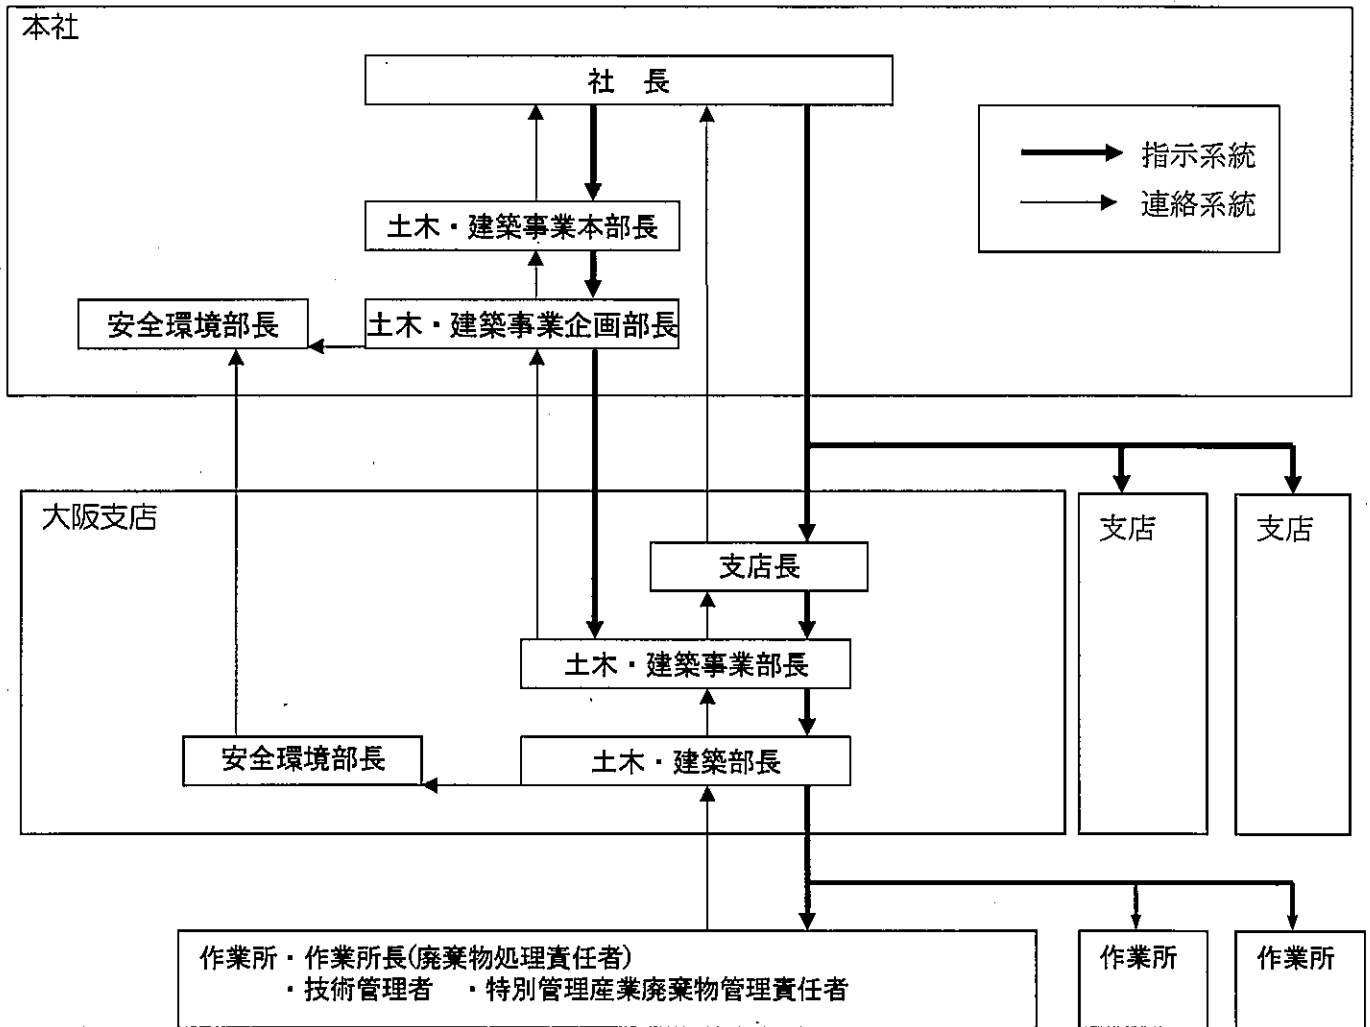 本社
社　長
指示系統
連絡系統
土木・建築事業本部長
安全環境部長
土木・建築事業企画部長
大阪支店
支店
支店
支店長
土木・建築事業部長
安全環境部長
土木・建築部長
作業所・作業所長(廃棄物処理責任者)
・技術管理者　・特別管理産業廃棄物管理責任者
作業所
作業所